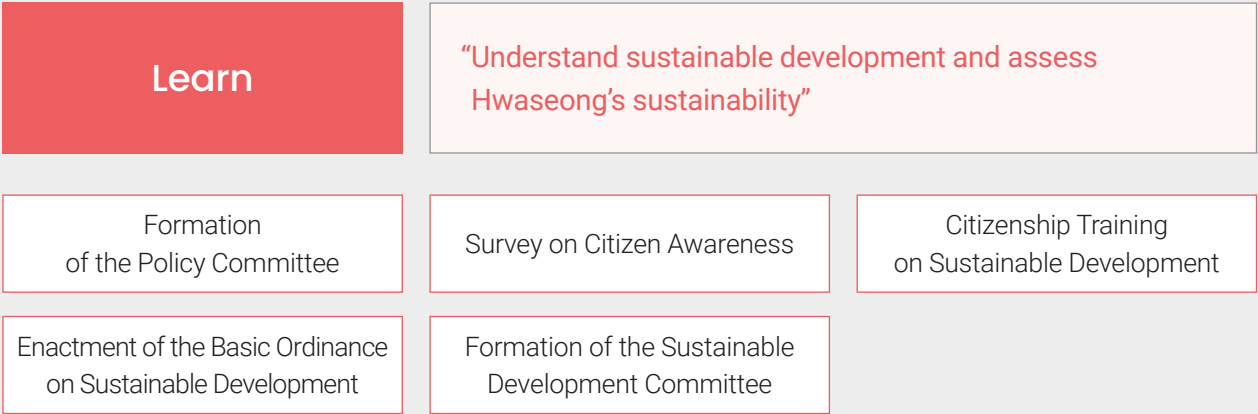 Learn
“Understand sustainable development and assess
Hwaseong’s sustainability”
Formation
of the Policy Committee
Survey on Citizen Awareness
Citizenship Training
on Sustainable Development
Enactment of the Basic Ordinance
on Sustainable Development
Formation of the Sustainable
Development Committee